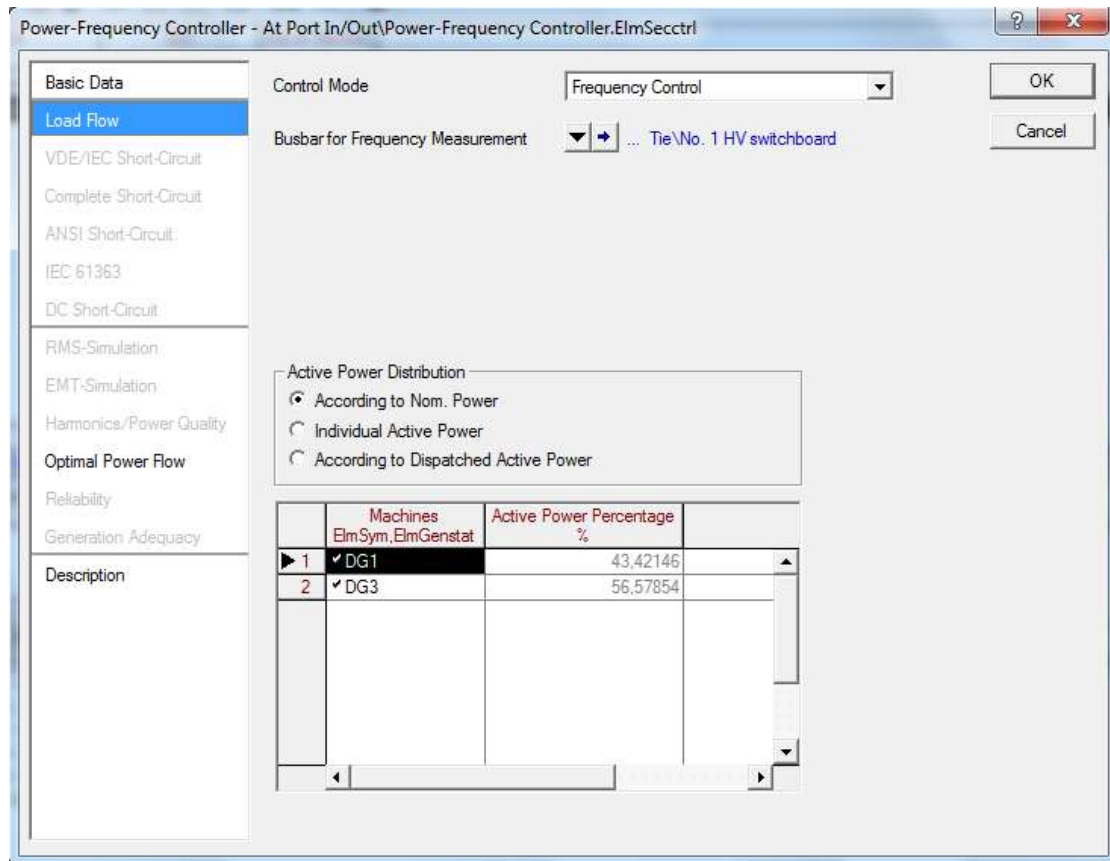 Power-Frequency Controller - At Port In/Out\Power-Frequency Controller.ElmSecctrl
Basic Data
Load Flow
VDE/IEC Short-Circuit
Complete Short-Circuit
ANSI Short-Circuit
IEC 61363
DC Short-Circuit
RMS-Simulation
EMT-Simulation
Harmonics/Power Quality
Optimal Power Flow
Reliability
Generation Adequacy
Description
Control Mode
Frequency Control
Busbar for Frequency Measurement
... Tie\No. 1 HV switchboard
OK
Cancel
Active Power Distribution
According to Nom. Power
Individual Active Power
According to Dispatched Active Power
Machines Active Power Percentage
ElmSym,ElmGenstat %
1 DG1 43,42146
2 DG3 56,57854